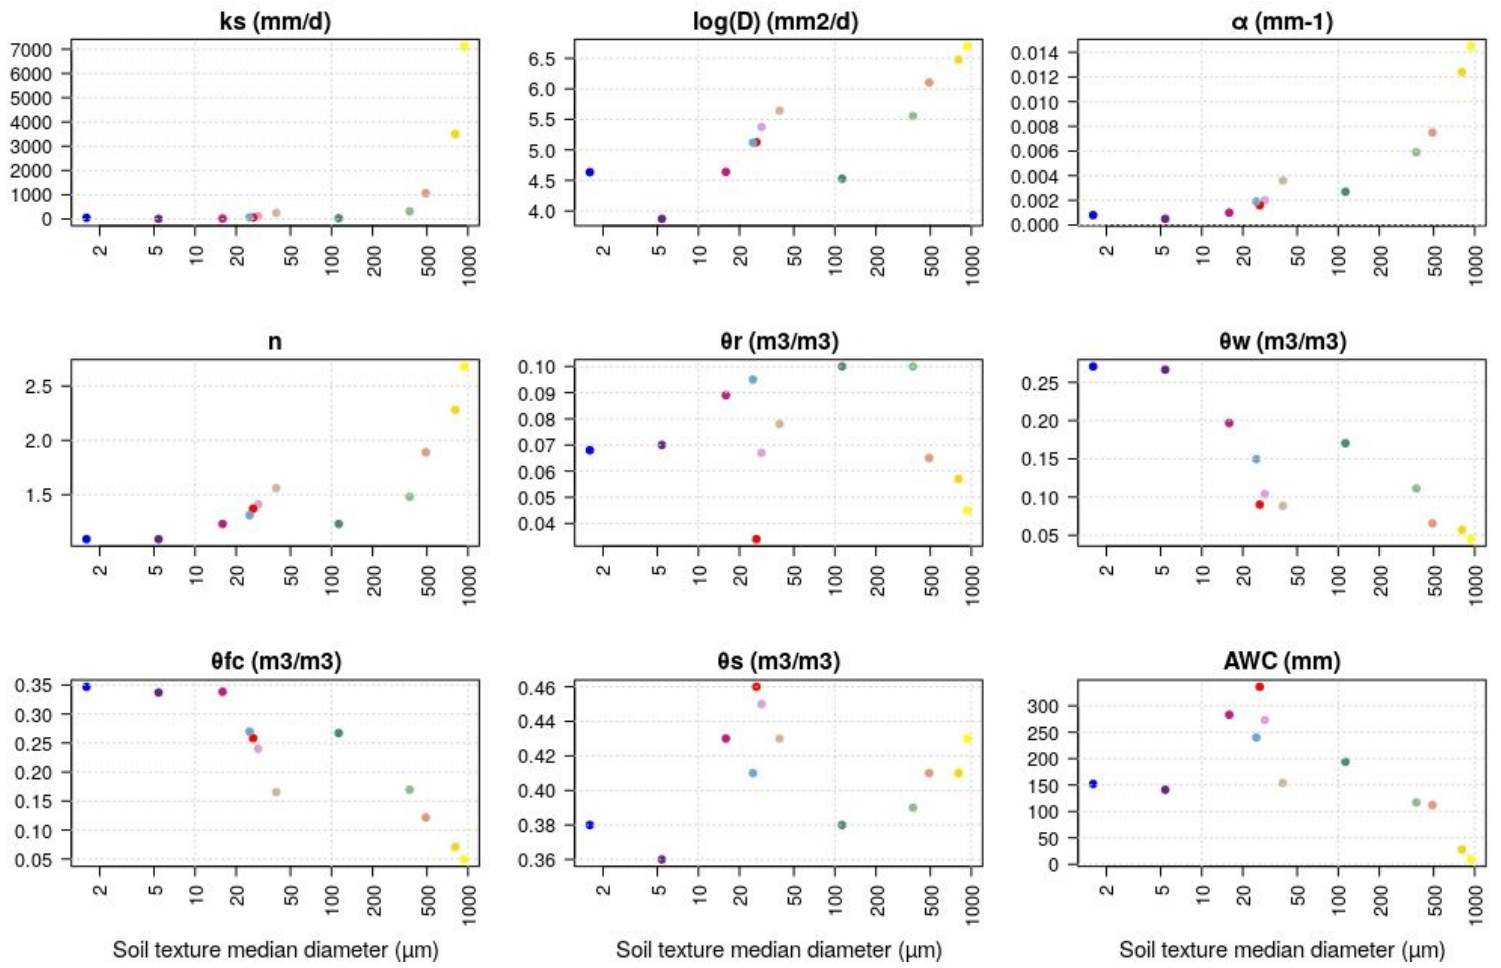 ks (mm/d)
7000
6000
5000
4000
3000
2000
1000
0
2 5 10 20 50 100 200 500 1000
log(D) (mm2/d)
6.5
6.0
5.5
5.0
4.5
4.0
2 5 10 20 50 100 200 500 1000
α (mm-1)
0.014
0.012
0.010
0.008
0.006
0.004
0.002
0.000
2 5 10 20 50 100 200 500 1000
n
2.5
2.0
1.5
2 5 10 20 50 100 200 500 1000
θr (m3/m3)
0.10
0.09
0.08
0.07
0.06
0.05
0.04
2 5 10 20 50 100 200 500 1000
θw (m3/m3)
0.25
0.20
0.15
0.10
0.05
2 5 10 20 50 100 200 500 1000
θfc (m3/m3)
0.35
0.30
0.25
0.20
0.15
0.10
0.05
2 5 10 20 50 100 200 500 1000
Soil texture median diameter (µm)
θs (m3/m3)
0.46
0.44
0.42
0.40
0.38
0.36
2 5 10 20 50 100 200 500 1000
Soil texture median diameter (µm)
AWC (mm)
300
250
200
150
100
50
0
2 5 10 20 50 100 200 500 1000
Soil texture median diameter (µm)